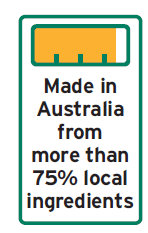 Made in
Australia
from
more than
75% local
ingredients